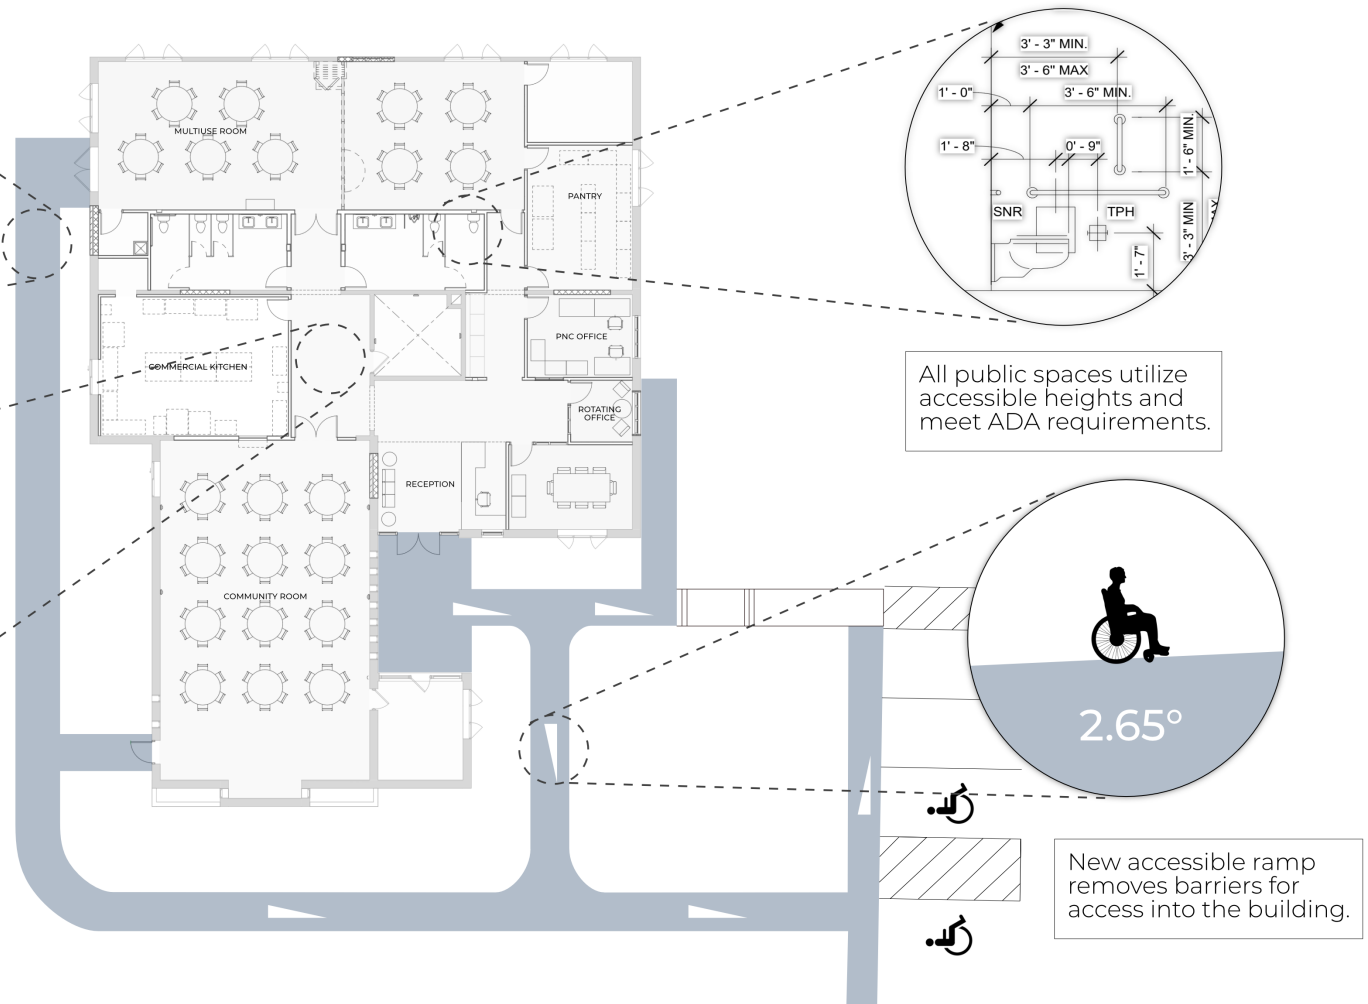 MULTIUSE ROOM
PANTRY
PNC OFFICE
COMMERCIAL KITCHEN
ROTATING
OFFICE
RECEPTION
COMMUNITY ROOM
3' - 3" MIN.
3' - 6" MAX
1' - 0"
3' - 6" MIN.
1' - 8"
0' - 9"
1' - 6" MIN.
SNR
TPH
3' - 3" MIN
1' - 7"
All public spaces utilize
accessible heights and
meet ADA requirements.
2.65°
New accessible ramp
removes barriers for
access into the building.